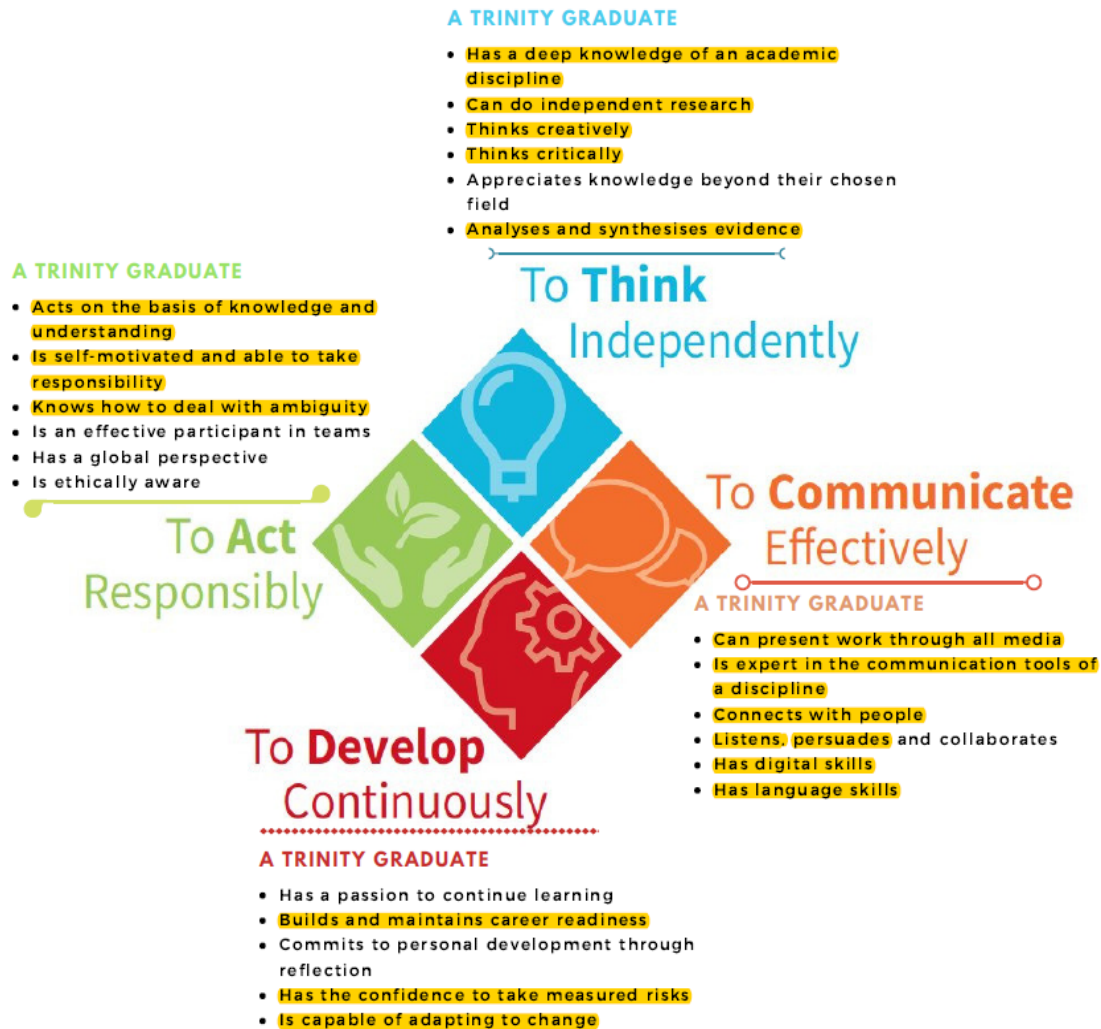 A TRINITY GRADUATE
• Has a deep knowledge of an academic
discipline
• Can do independent research
• Thinks creatively
• Thinks critically
• Appreciates knowledge beyond their chosen
field
• Analyses and synthesises evidence
To Think
Independently
A TRINITY GRADUATE
• Acts on the basis of knowledge and
understanding
• Is self-motivated and able to take
responsibility
• Knows how to deal with ambiguity
• Is an effective participant in teams
• Has a global perspective
• Is ethically aware
To Act
Responsibly
To Communicate
Effectively
A TRINITY GRADUATE
• Can present work through all media
• Is expert in the communication tools of
a discipline
• Connects with people
• Listens, persuades and collaborates
• Has digital skills
• Has language skills
To Develop
Continuously
A TRINITY GRADUATE
• Has a passion to continue learning
• Builds and maintains career readiness
• Commits to personal development through
reflection
• Has the confidence to take measured risks
• Is capable of adapting to change